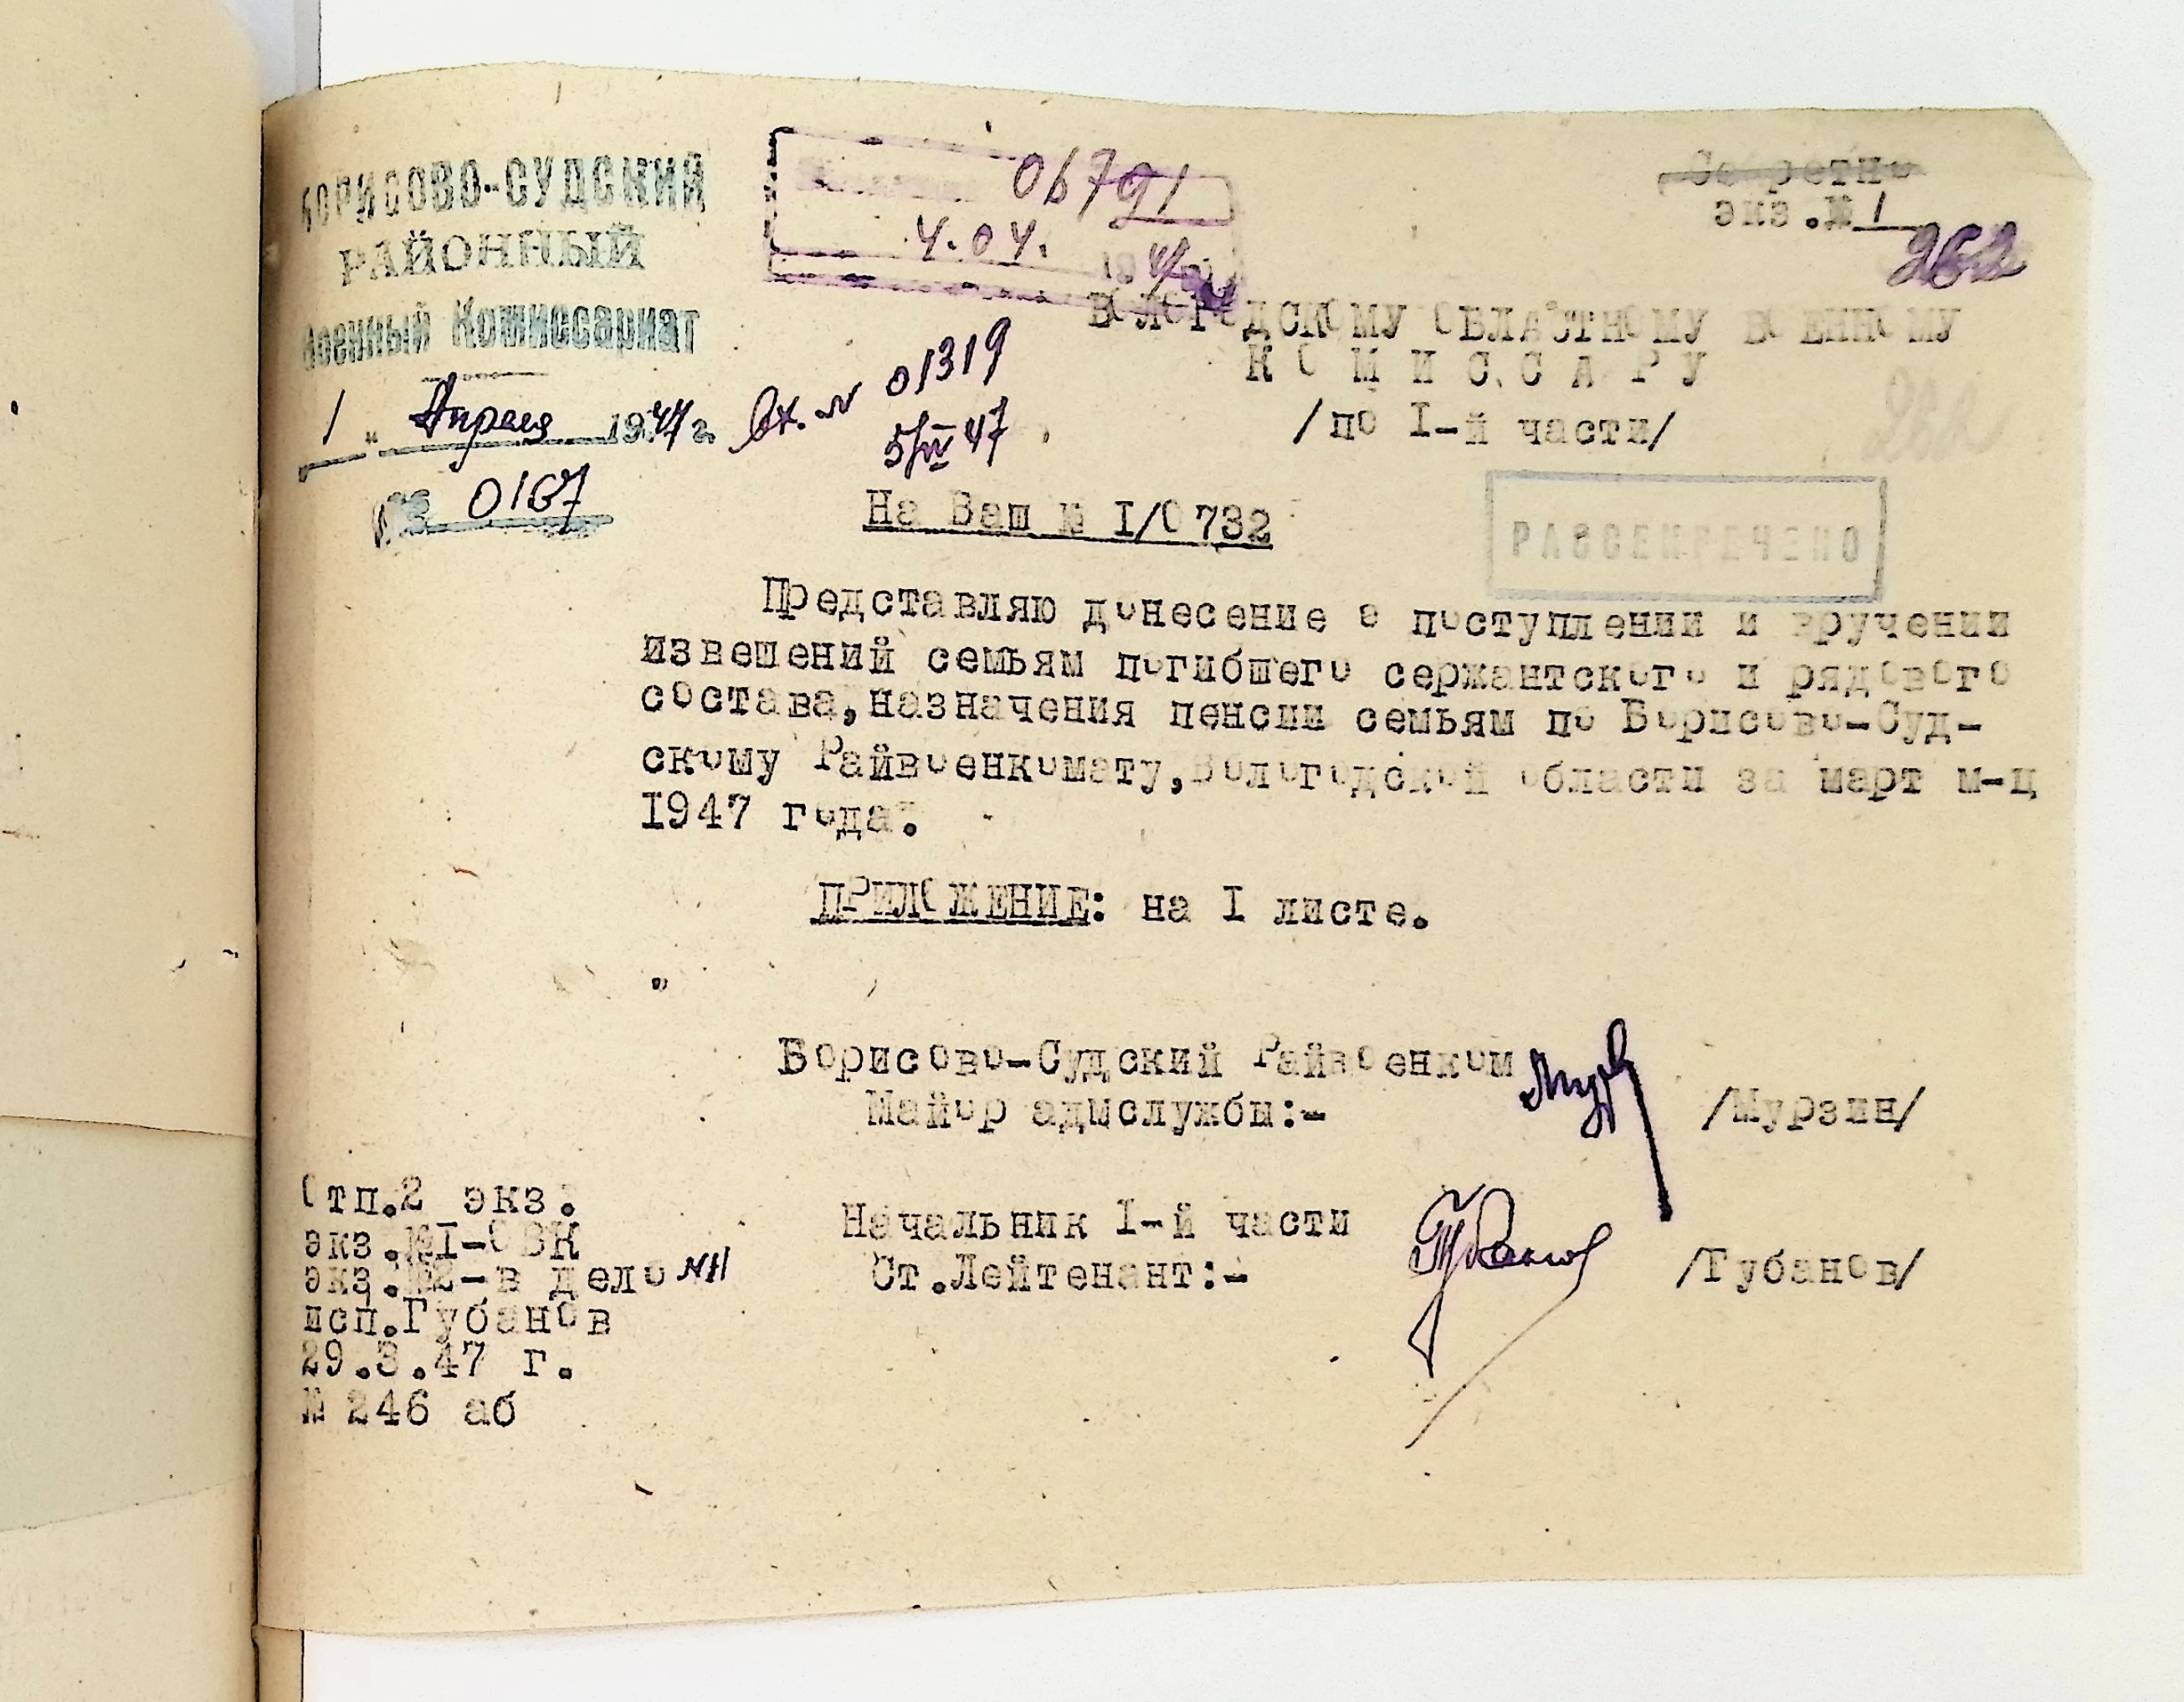 БОРИСОВО-СУДСКИЙ
РАЙОННЫЙ
Военный Комиссариат
1 " Апреля 1947 г.
№ 0167
06791
4.04. 1947
Вх. № 01319
5/IV 47
Секретно
экз.№ 1
262
ВОЛОГОДСКОМУ ОБЛАСТНОМУ ВОЕННОМУ
К О М И С С А Р У
/по I-й части/
На Ваш № I/0732
РАССЕКРЕЧЕНО
Представляю донесение о поступлении и вручении
извещений семьям погибшего сержантского и рядового
состава,назначения пенсии семьям по Борисово-Суд-
скому Райвоенкомату,Вологодской области за март м-ц
1947 года.
ПРИЛОЖЕНИЕ: на I листе.
Борисово-Судский Райвоенком
Майор адмслужбы:- /Мурзин/
Начальник I-й части
Ст.Лейтенант:- /Губанов/
Отп.2 экз.
экз.№I-ОВК
экз.№2-в дело
исп.Губанов
29.3.47 г.
№ 246 аб